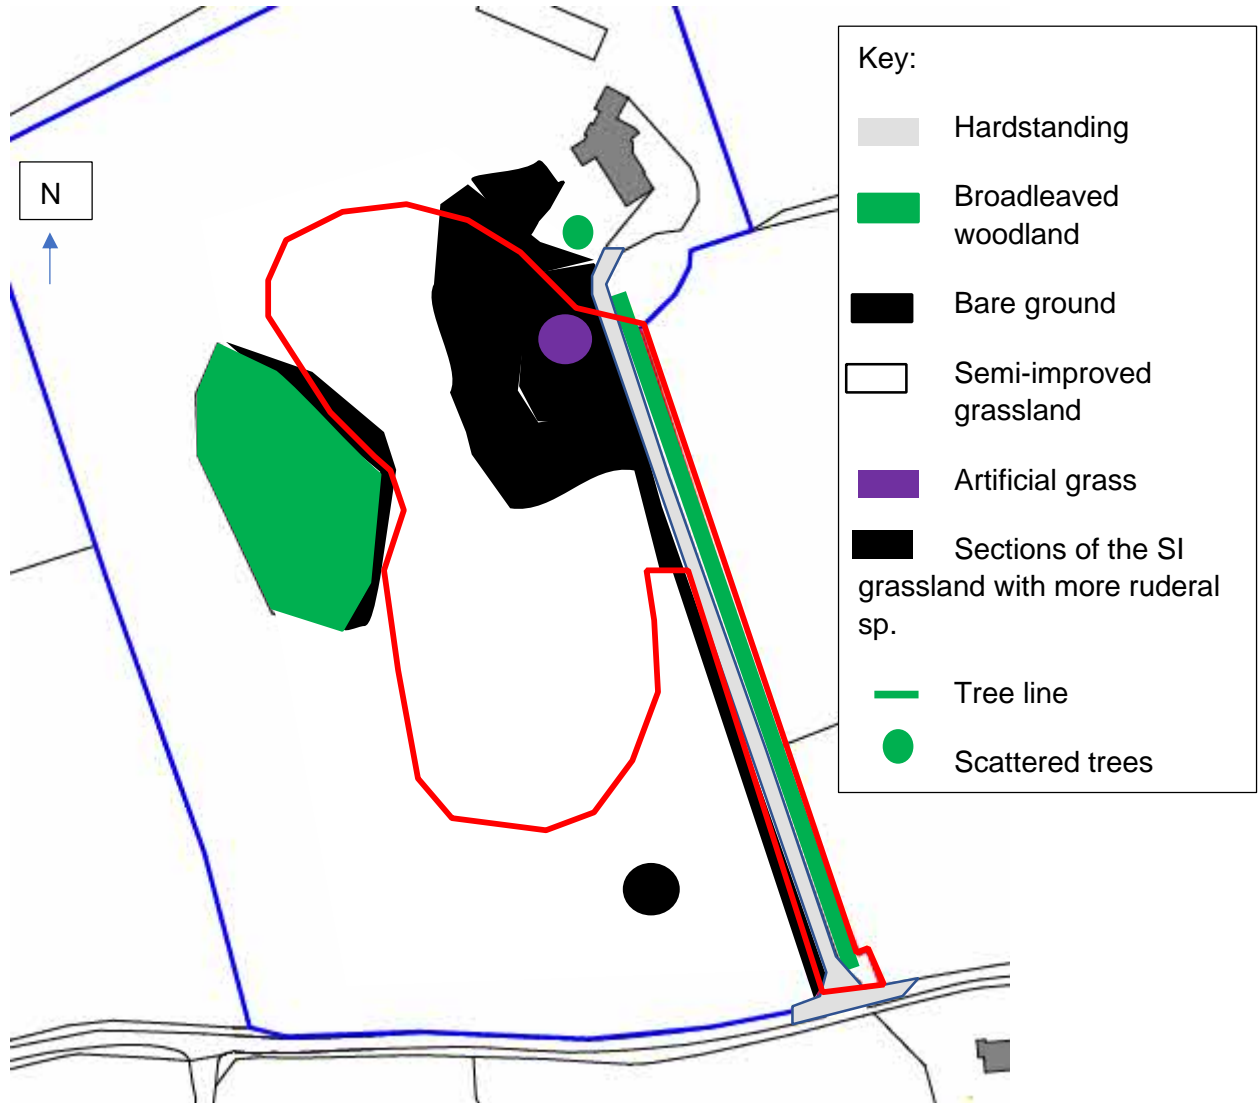 Key:
N
Hardstanding
Broadleaved
woodland
Bare ground
Semi-improved
grassland
Artificial grass
Sections of the SI
grassland with more ruderal
sp.
Tree line
Scattered trees